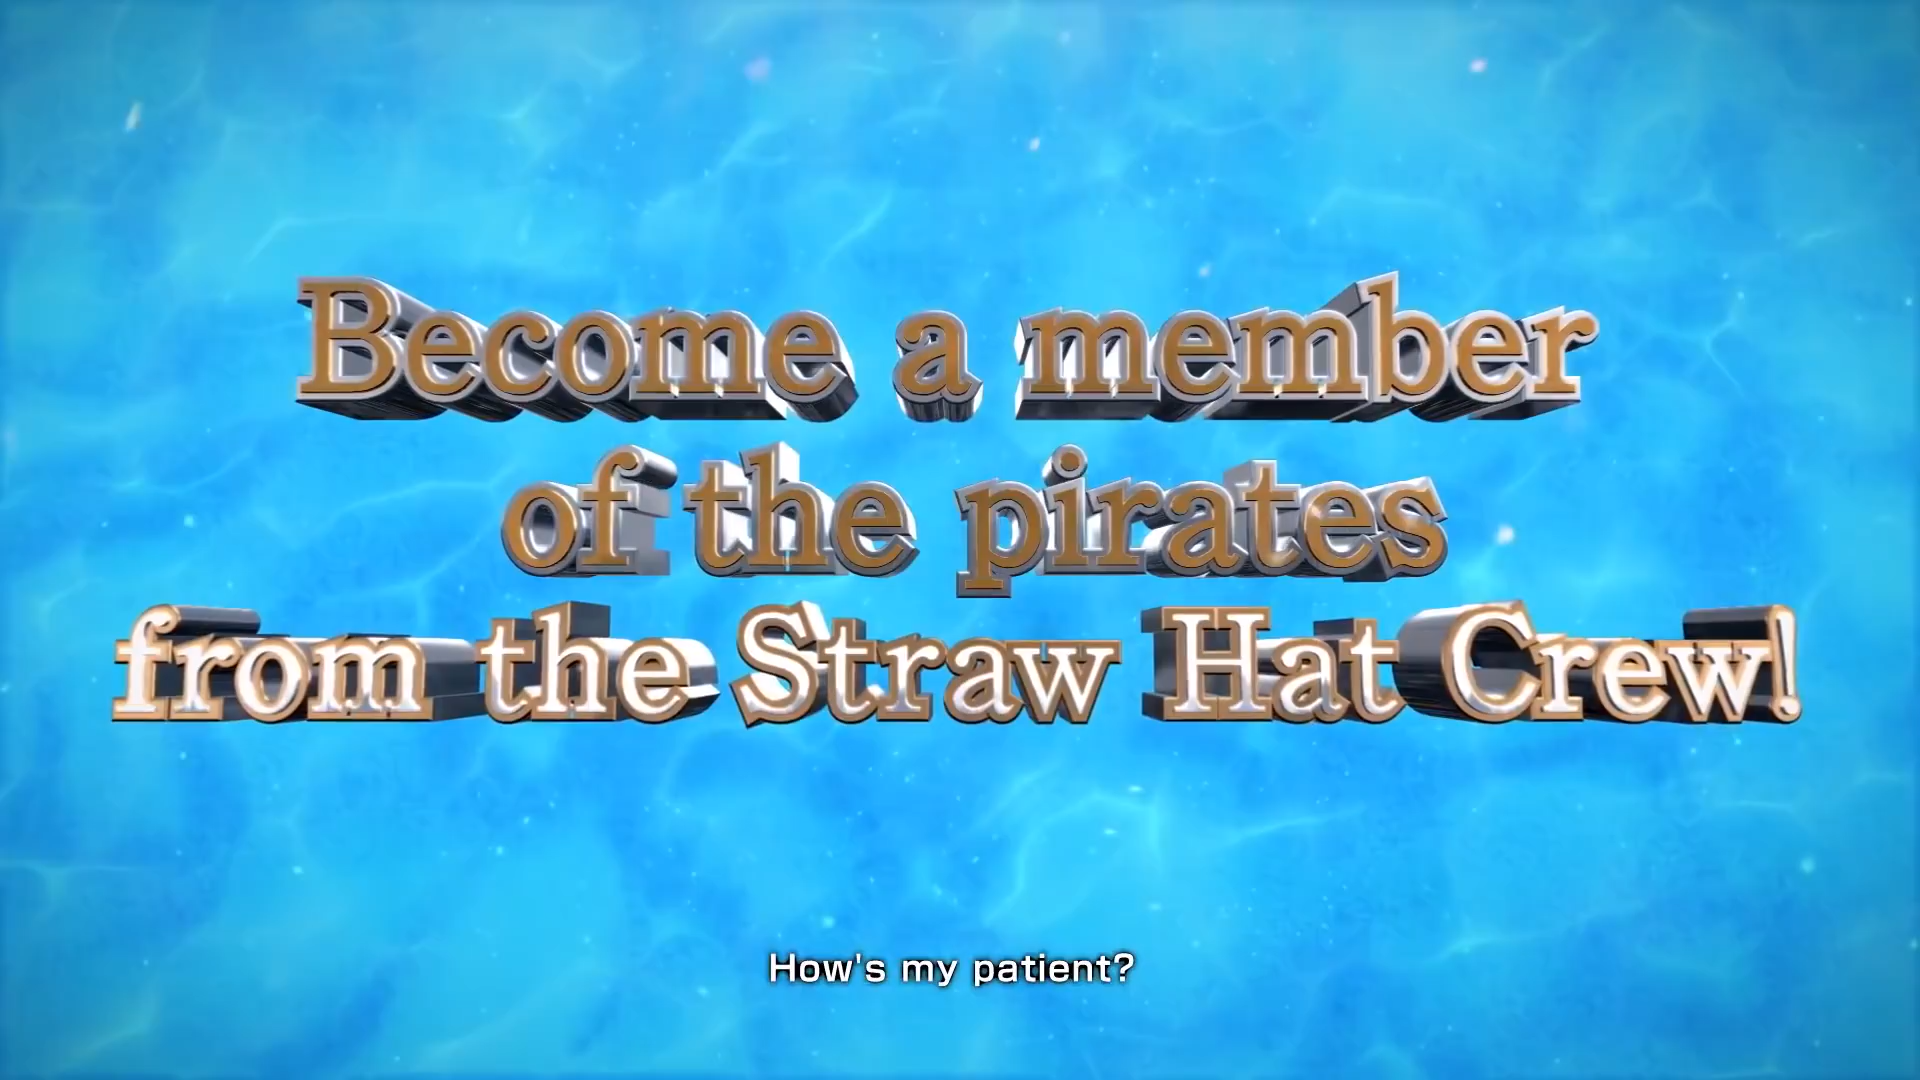 Become a member
of the pirates
from the Straw Hat Crew!
How's my patient?